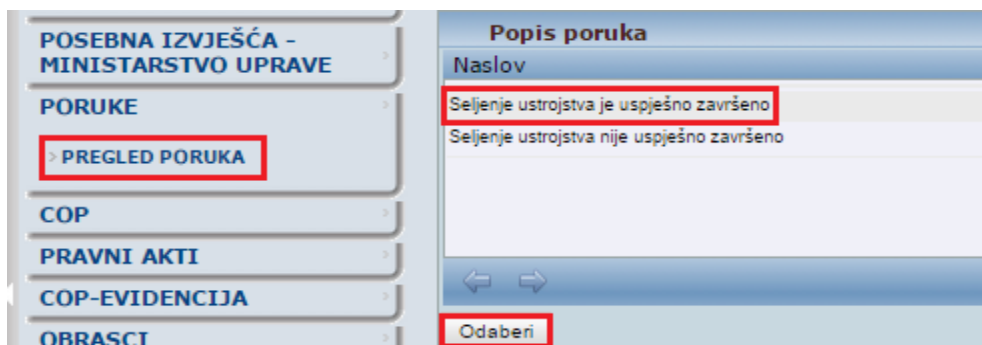 POSEBNA IZVJEŠĆA -
MINISTARSTVO UPRAVE
PORUKE
PREGLED PORUKA
COP
PRAVNI AKTI
COP-EVIDENCIJA
OBRASCI
Popis poruka
Naslov
Seljenje ustrojstva je uspješno završeno
Seljenje ustrojstva nije uspješno završeno
Odaberi